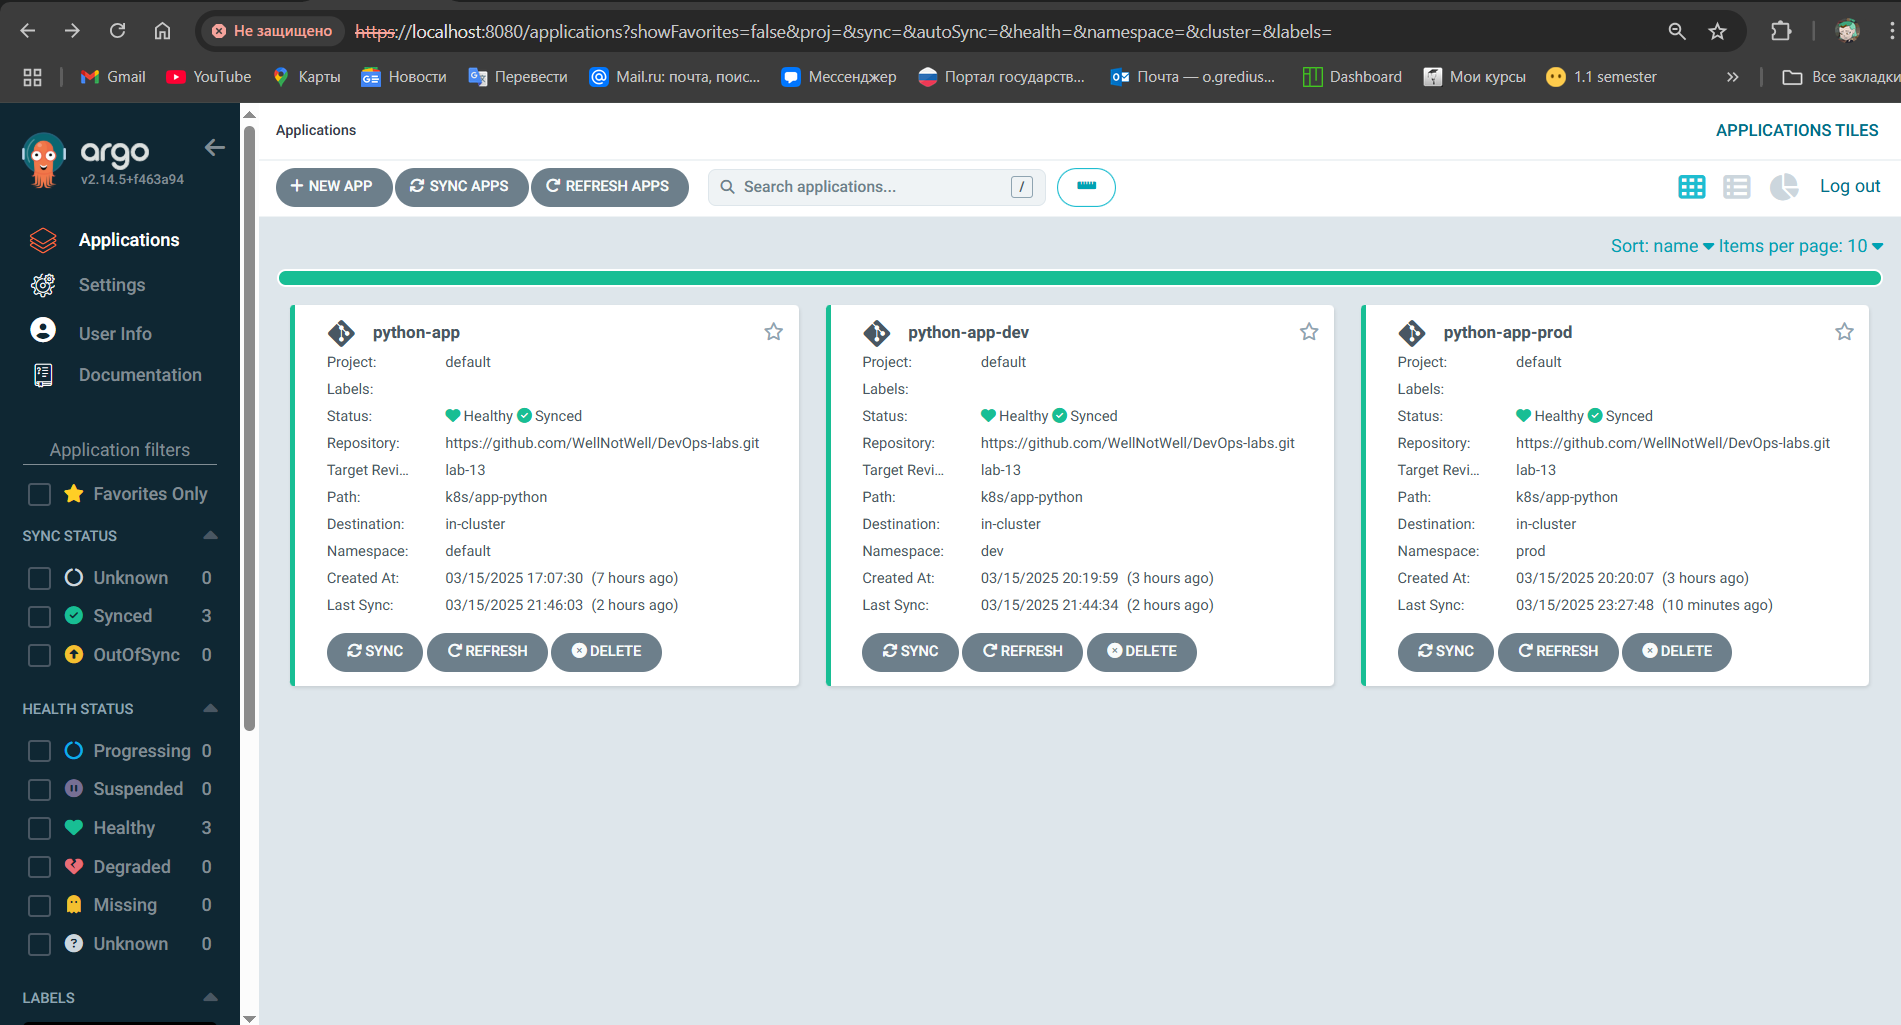 Не защищено https://localhost:8080/applications?showFavorites=false&proj=&sync=&autoSync=&health=&namespace=&cluster=&labels=
Gmail YouTube Карты Новости Перевести Mail.ru: почта, поис... Мессенджер Портал государств... Почта — o.gredius... Dashboard Мои курсы 1.1 semester » Все закладки
argo
v2.14.5+f463a94
Applications
Settings
User Info
Documentation
Application filters
Favorites Only
SYNC STATUS
Unknown 0
Synced 3
OutOfSync 0
HEALTH STATUS
Progressing 0
Suspended 0
Healthy 3
Degraded 0
Missing 0
Unknown 0
LABELS
Applications APPLICATIONS TILES
+ NEW APP SYNC APPS REFRESH APPS Search applications... / Log out
Sort: name Items per page: 10
python-app
Project: default
Labels:
Status: Healthy Synced
Repository: https://github.com/WellNotWell/DevOps-labs.git
Target Revi... lab-13
Path: k8s/app-python
Destination: in-cluster
Namespace: default
Created At: 03/15/2025 17:07:30 (7 hours ago)
Last Sync: 03/15/2025 21:46:03 (2 hours ago)
SYNC REFRESH DELETE
python-app-dev
Project: default
Labels:
Status: Healthy Synced
Repository: https://github.com/WellNotWell/DevOps-labs.git
Target Revi... lab-13
Path: k8s/app-python
Destination: in-cluster
Namespace: dev
Created At: 03/15/2025 20:19:59 (3 hours ago)
Last Sync: 03/15/2025 21:44:34 (2 hours ago)
SYNC REFRESH DELETE
python-app-prod
Project: default
Labels:
Status: Healthy Synced
Repository: https://github.com/WellNotWell/DevOps-labs.git
Target Revi... lab-13
Path: k8s/app-python
Destination: in-cluster
Namespace: prod
Created At: 03/15/2025 20:20:07 (3 hours ago)
Last Sync: 03/15/2025 23:27:48 (10 minutes ago)
SYNC REFRESH DELETE